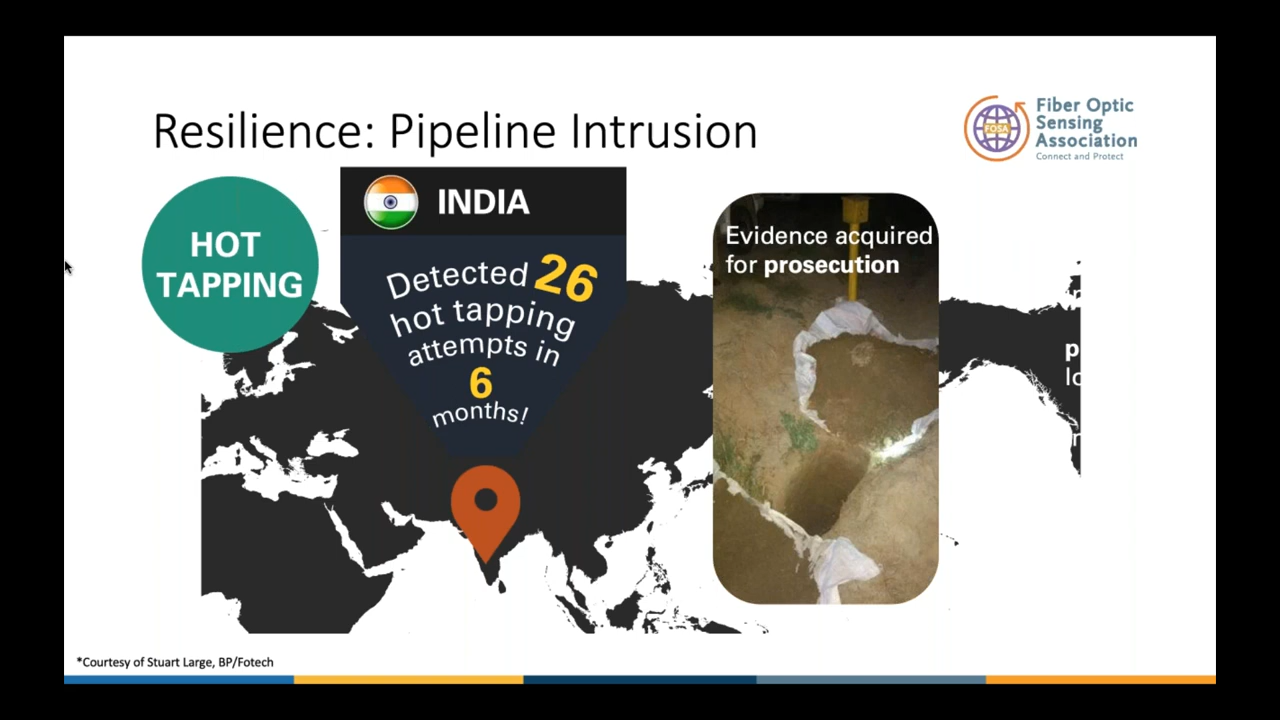 Resilience: Pipeline Intrusion
Fiber Optic
Sensing
Association
Connect and Protect
FOSA
HOT
TAPPING
INDIA
Detected 26
hot tapping
attempts in
6
months!
Evidence acquired
for prosecution
*Courtesy of Stuart Large, BP/Fotech